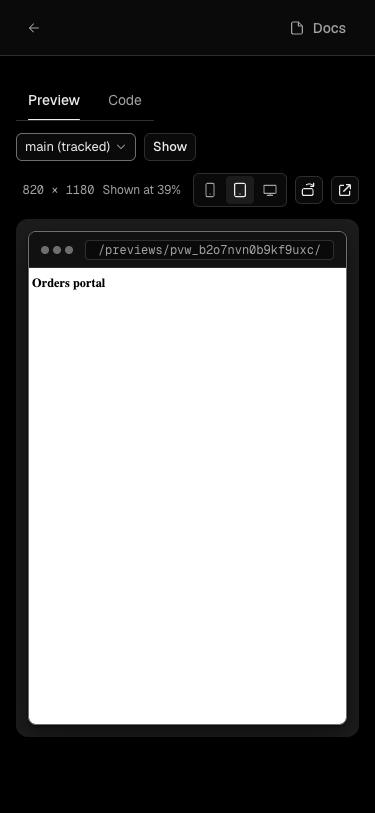 Docs
Preview Code
main (tracked) Show
820 × 1180 Shown at 39%
/previews/pvw_b2o7nvn0b9kf9uxc/
Orders portal